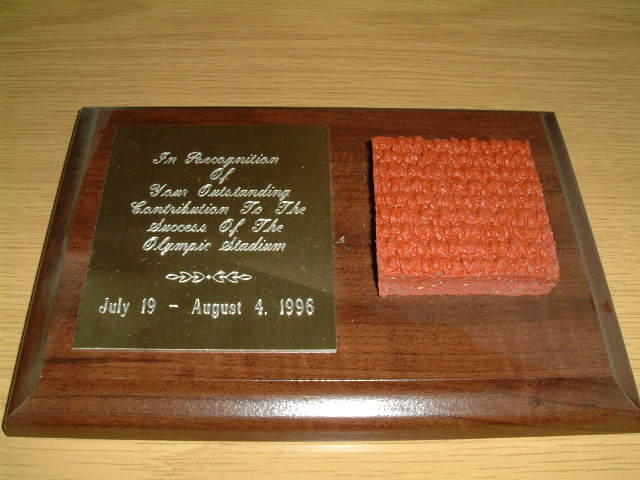 In Recognition
Of
Your Outstanding
Contribution To The
Success Of The
Olympic Stadium
July 19 - August 4, 1996